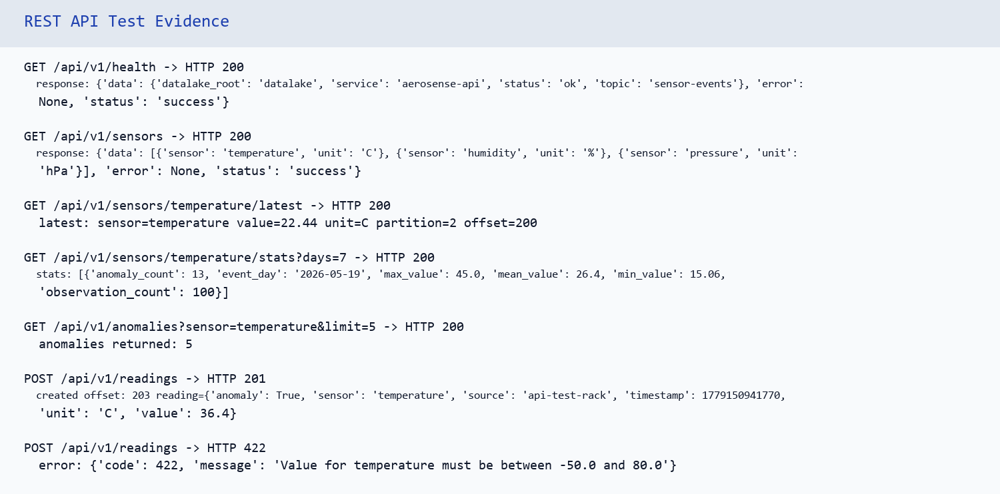 REST API Test Evidence
GET /api/v1/health -> HTTP 200
response: {'data': {'datalake_root': 'datalake', 'service': 'aerosense-api', 'status': 'ok', 'topic': 'sensor-events'}, 'error':
None, 'status': 'success'}
GET /api/v1/sensors -> HTTP 200
response: {'data': [{'sensor': 'temperature', 'unit': 'C'}, {'sensor': 'humidity', 'unit': '%'}, {'sensor': 'pressure', 'unit':
'hPa'}], 'error': None, 'status': 'success'}
GET /api/v1/sensors/temperature/latest -> HTTP 200
latest: sensor=temperature value=22.44 unit=C partition=2 offset=200
GET /api/v1/sensors/temperature/stats?days=7 -> HTTP 200
stats: [{'anomaly_count': 13, 'event_day': '2026-05-19', 'max_value': 45.0, 'mean_value': 26.4, 'min_value': 15.06,
'observation_count': 100}]
GET /api/v1/anomalies?sensor=temperature&limit=5 -> HTTP 200
anomalies returned: 5
POST /api/v1/readings -> HTTP 201
created offset: 203 reading={'anomaly': True, 'sensor': 'temperature', 'source': 'api-test-rack', 'timestamp': 1779150941770,
'unit': 'C', 'value': 36.4}
POST /api/v1/readings -> HTTP 422
error: {'code': 422, 'message': 'Value for temperature must be between -50.0 and 80.0'}